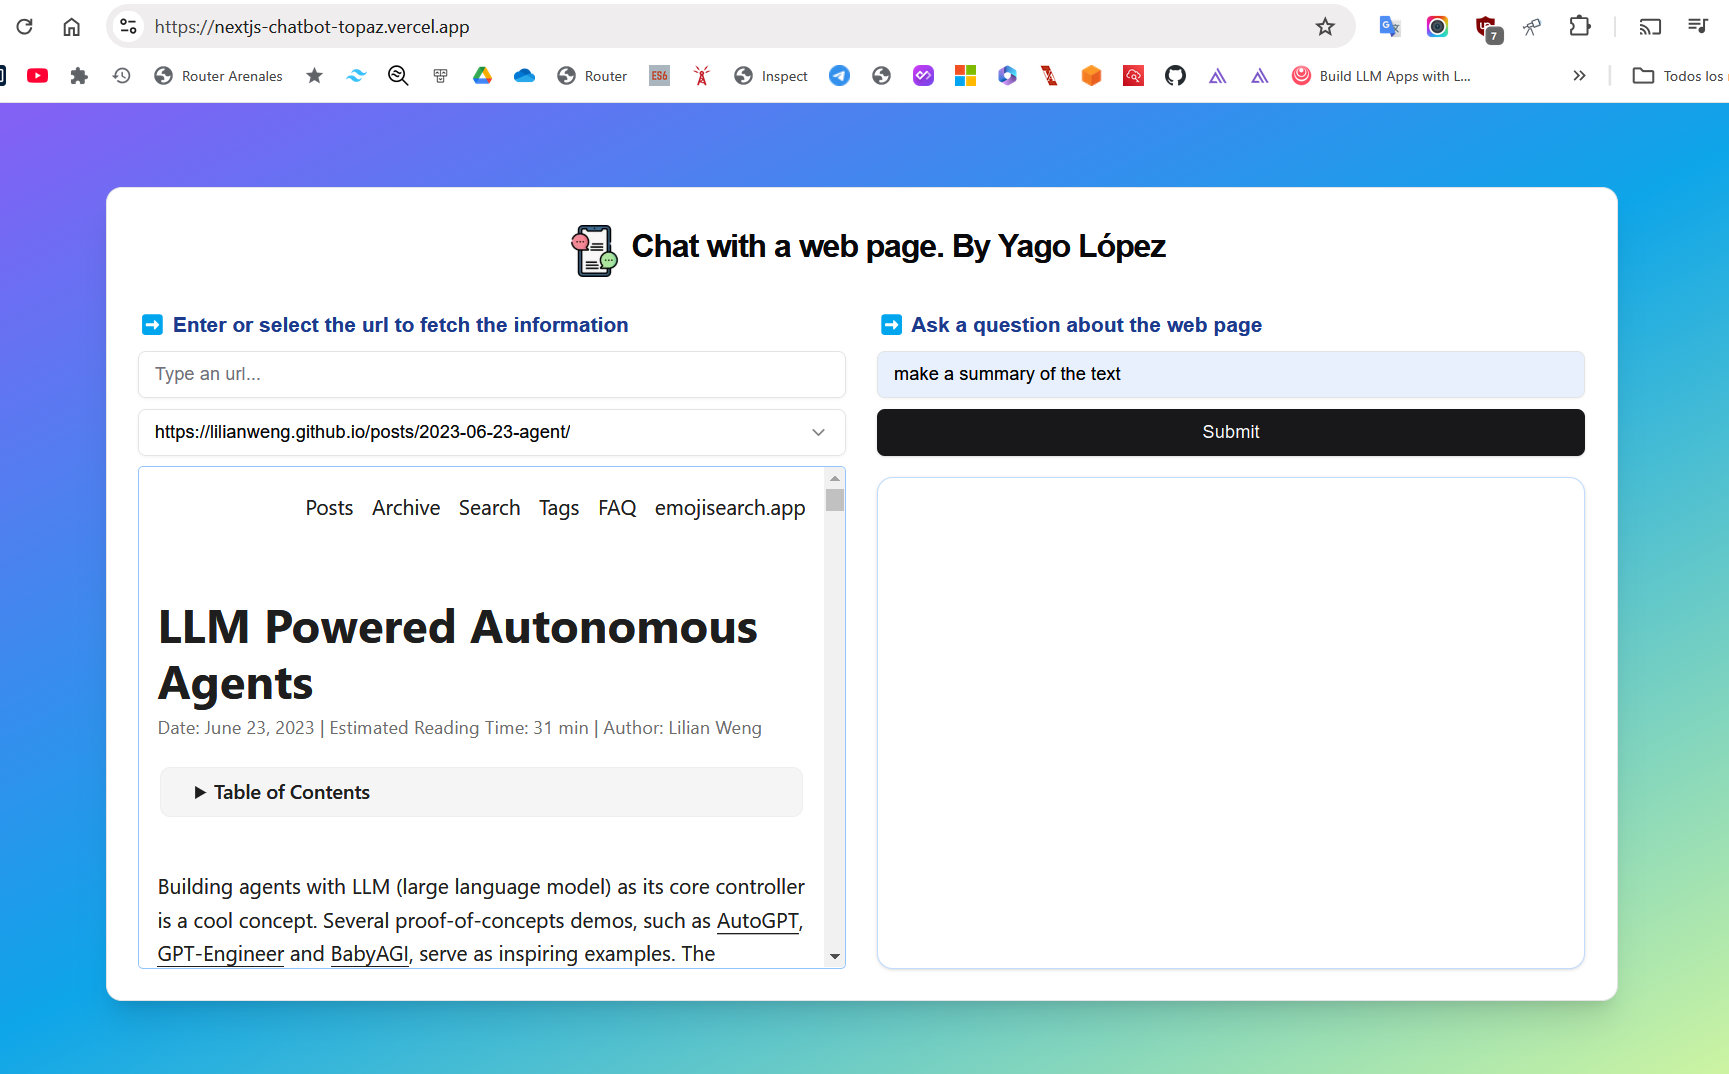 https://nextjs-chatbot-topaz.vercel.app
7
Router Arenales
ES6
Router
Inspect
Build LLM Apps with L...
Todos los
Chat with a web page. By Yago López
Enter or select the url to fetch the information
Type an url...
https://lilianweng.github.io/posts/2023-06-23-agent/
Posts Archive Search Tags FAQ emojisearch.app
LLM Powered Autonomous
Agents
Date: June 23, 2023 | Estimated Reading Time: 31 min | Author: Lilian Weng
Table of Contents
Building agents with LLM (large language model) as its core controller
is a cool concept. Several proof-of-concepts demos, such as AutoGPT,
GPT-Engineer and BabyAGI, serve as inspiring examples. The
Ask a question about the web page
make a summary of the text
Submit